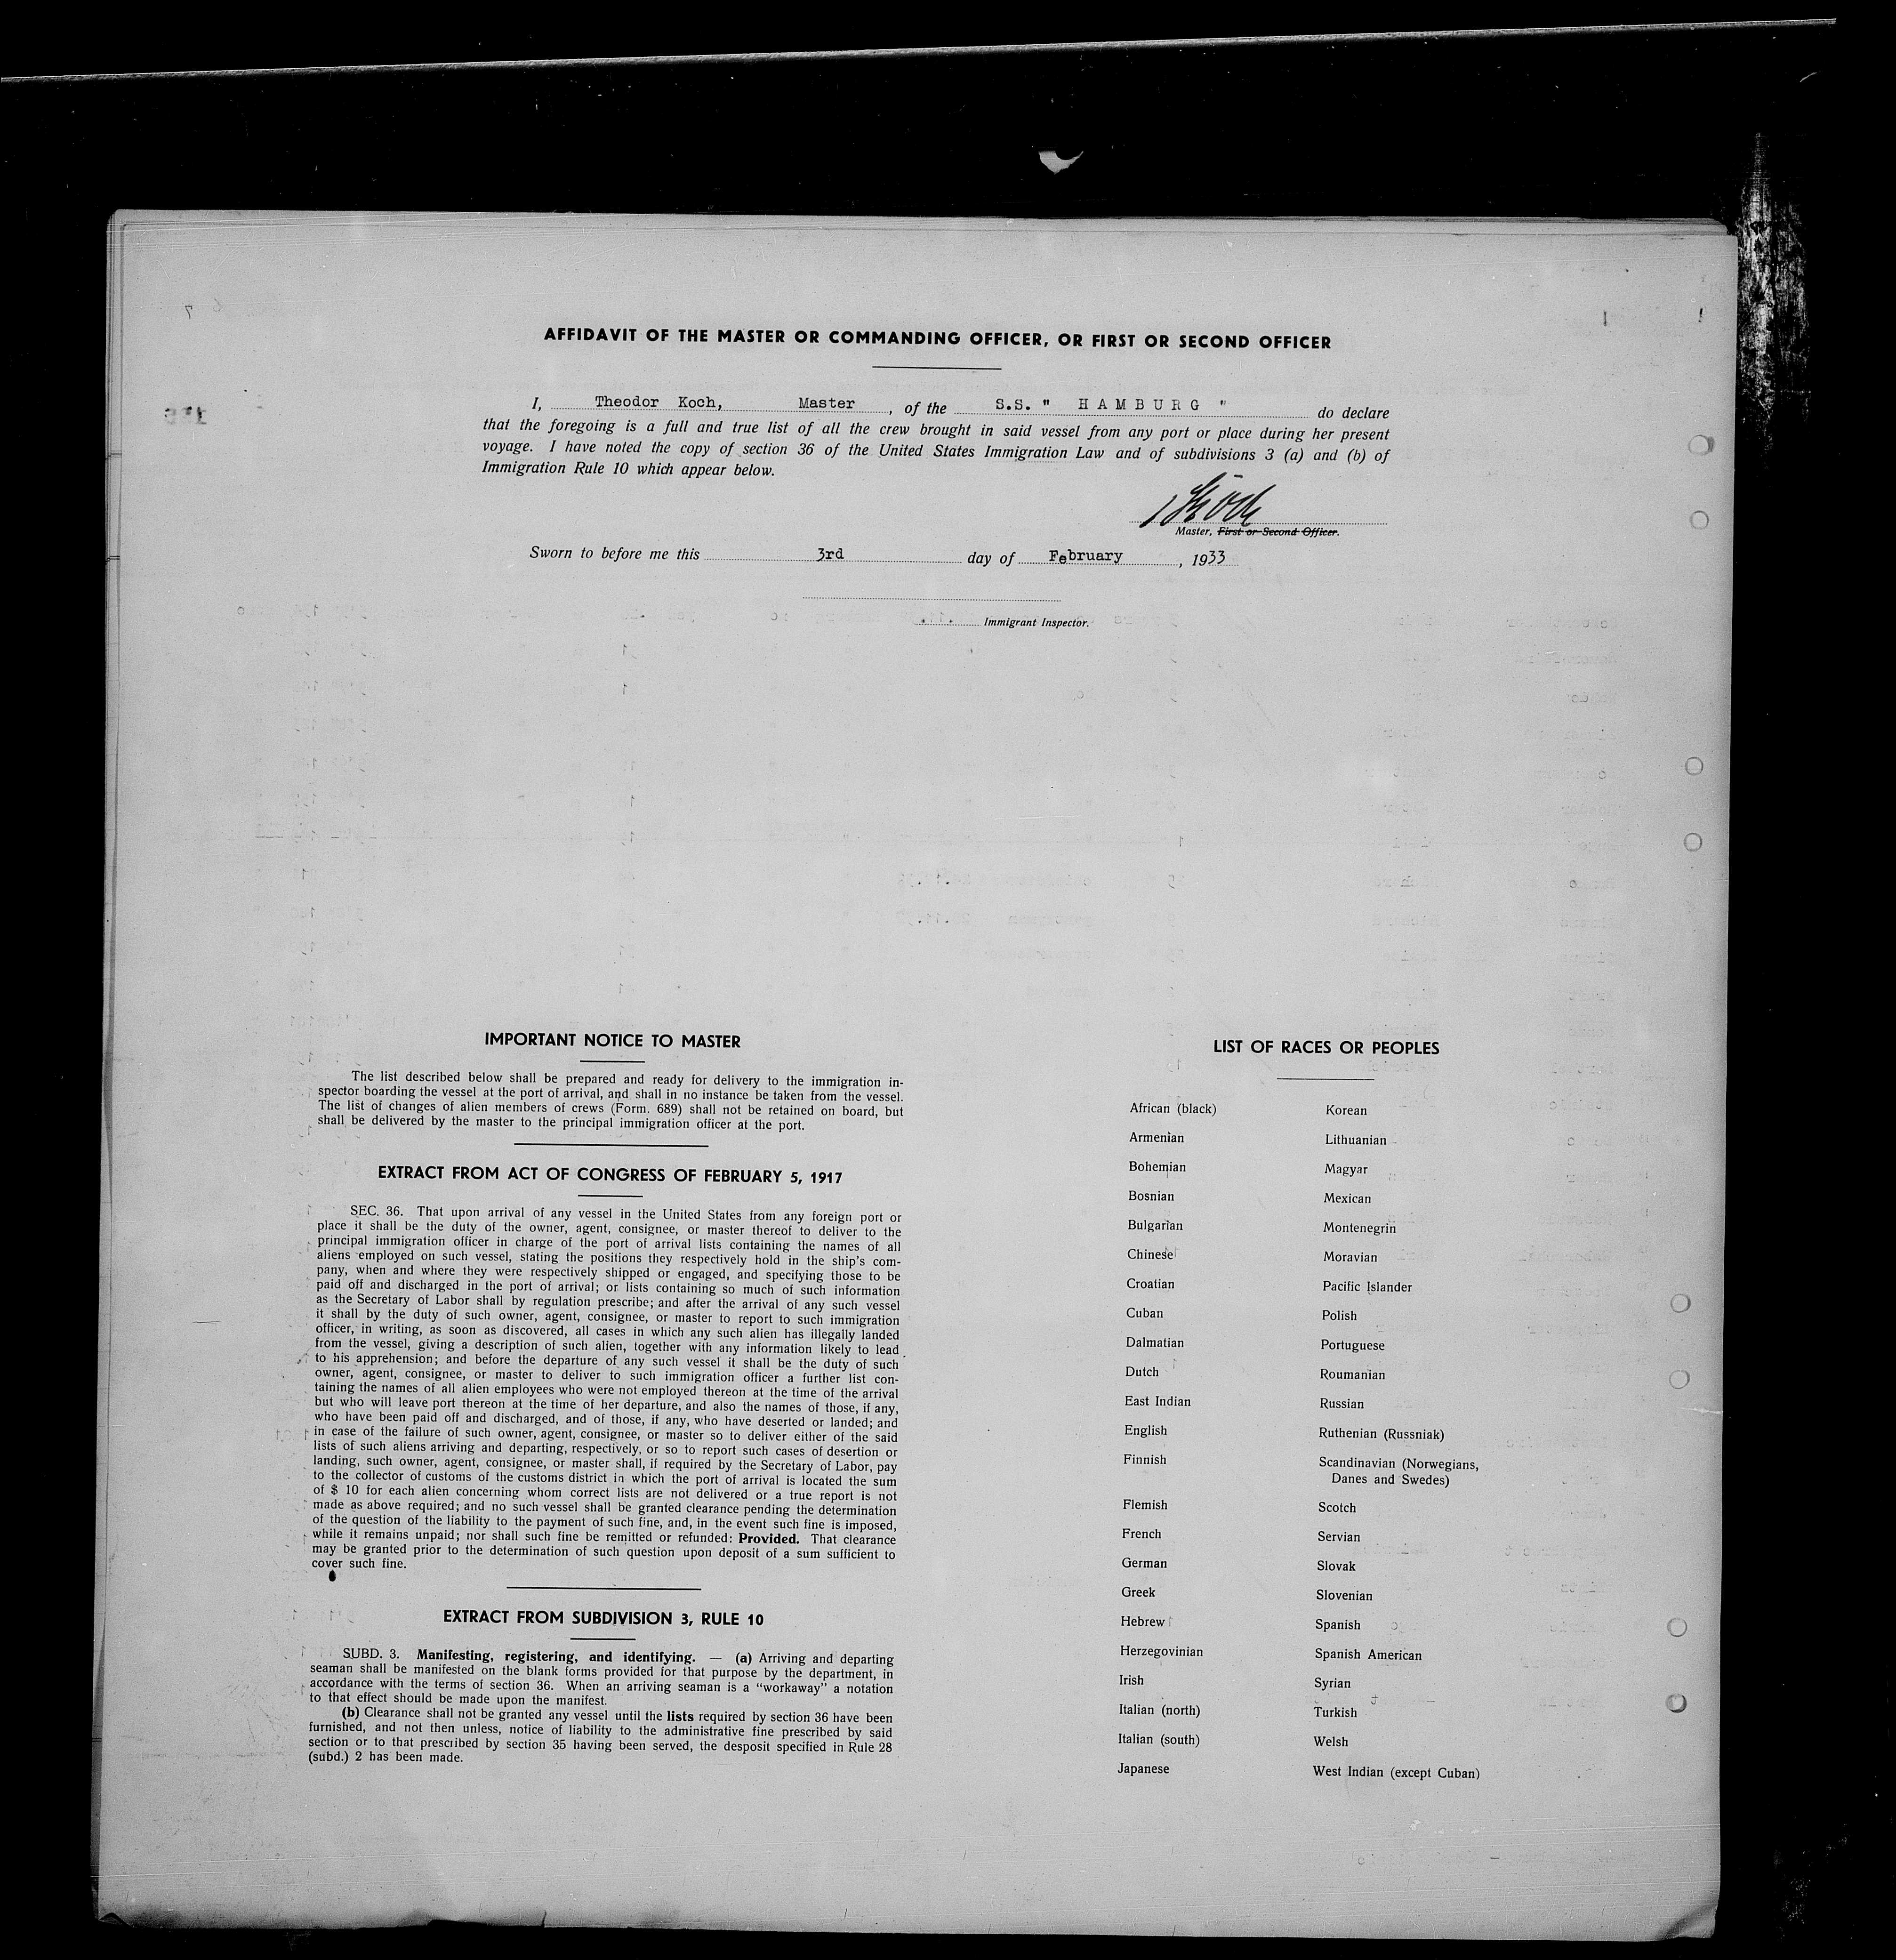 AFFIDAVIT OF THE MASTER OR COMMANDING OFFICER, OR FIRST OR SECOND OFFICER
I, Theodor Koch, Master , of the S.S. " H A M B U R G " do declare
that the foregoing is a full and true list of all the crew brought in said vessel from any port or place during her present
voyage. I have noted the copy of section 36 of the United States Immigration Law and of subdivisions 3 (a) and (b) of
Immigration Rule 10 which appear below.
Koch
Master, First or Second Officer.
Sworn to before me this 3rd day of February , 1933
Immigrant Inspector.
IMPORTANT NOTICE TO MASTER
The list described below shall be prepared and ready for delivery to the immigration in-
spector boarding the vessel at the port of arrival, and shall in no instance be taken from the vessel.
The list of changes of alien members of crews (Form. 689) shall not be retained on board, but
shall be delivered by the master to the principal immigration officer at the port.
EXTRACT FROM ACT OF CONGRESS OF FEBRUARY 5, 1917
SEC. 36. That upon arrival of any vessel in the United States from any foreign port or
place it shall be the duty of the owner, agent, consignee, or master thereof to deliver to the
principal immigration officer in charge of the port of arrival lists containing the names of all
aliens employed on such vessel, stating the positions they respectively hold in the ship's com-
pany, when and where they were respectively shipped or engaged, and specifying those to be
paid off and discharged in the port of arrival; or lists containing so much of such information
as the Secretary of Labor shall by regulation prescribe; and after the arrival of any such vessel
it shall by the duty of such owner, agent, consignee, or master to report to such immigration
officer, in writing, as soon as discovered, all cases in which any such alien has illegally landed
from the vessel, giving a description of such alien, together with any information likely to lead
to his apprehension; and before the departure of any such vessel it shall be the duty of such
owner, agent, consignee, or master to deliver to such immigration officer a further list con-
taining the names of all alien employees who were not employed thereon at the time of the arrival
but who will leave port thereon at the time of her departure, and also the names of those, if any,
who have been paid off and discharged, and of those, if any, who have deserted or landed; and
in case of the failure of such owner, agent, consignee, or master so to deliver either of the said
lists of such aliens arriving and departing, respectively, or so to report such cases of desertion or
landing, such owner, agent, consignee, or master shall, if required by the Secretary of Labor, pay
to the collector of customs of the customs district in which the port of arrival is located the sum
of $ 10 for each alien concerning whom correct lists are not delivered or a true report is not
made as above required; and no such vessel shall be granted clearance pending the determination
of the question of the liability to the payment of such fine, and, in the event such fine is imposed,
while it remains unpaid; nor shall such fine be remitted or refunded: Provided. That clearance
may be granted prior to the determination of such question upon deposit of a sum sufficient to
cover such fine.
EXTRACT FROM SUBDIVISION 3, RULE 10
SUBD. 3. Manifesting, registering, and identifying. — (a) Arriving and departing
seaman shall be manifested on the blank forms provided for that purpose by the department, in
accordance with the terms of section 36. When an arriving seaman is a "workaway" a notation
to that effect should be made upon the manifest.
(b) Clearance shall not be granted any vessel until the lists required by section 36 have been
furnished, and not then unless, notice of liability to the administrative fine prescribed by said
section or to that prescribed by section 35 having been served, the desposit specified in Rule 28
(subd.) 2 has been made.
LIST OF RACES OR PEOPLES
African (black)
Armenian
Bohemian
Bosnian
Bulgarian
Chinese
Croatian
Cuban
Dalmatian
Dutch
East Indian
English
Finnish
Flemish
French
German
Greek
Hebrew
Herzegovinian
Irish
Italian (north)
Italian (south)
Japanese
Korean
Lithuanian
Magyar
Mexican
Montenegrin
Moravian
Pacific Islander
Polish
Portuguese
Roumanian
Russian
Ruthenian (Russniak)
Scandinavian (Norwegians,
Danes and Swedes)
Scotch
Servian
Slovak
Slovenian
Spanish
Spanish American
Syrian
Turkish
Welsh
West Indian (except Cuban)